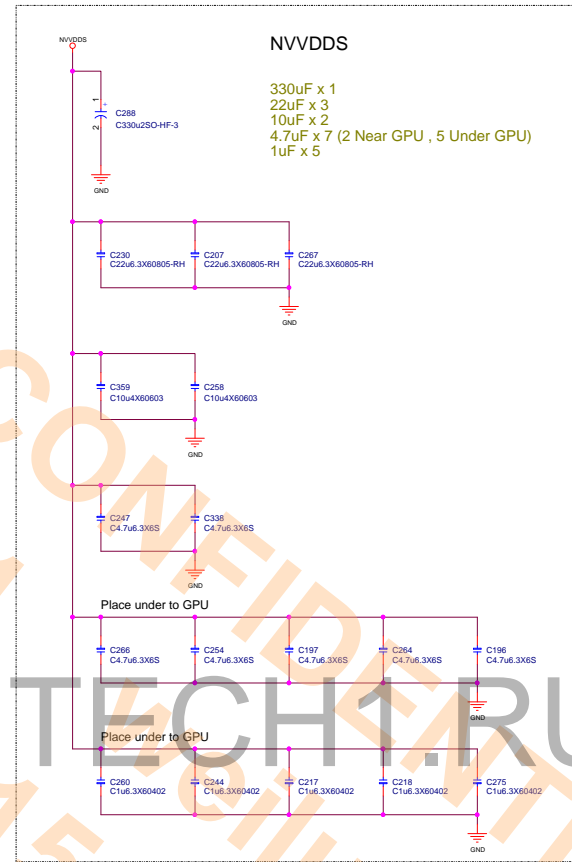 NVVDDS
NVVDDS
330uF x 1
22uF x 3
10uF x 2
4.7uF x 7 (2 Near GPU , 5 Under GPU)
1uF x 5
1
+
C288
C330u2SO-HF-3
2
GND
C230
C22u6.3X60805-RH
C207
C22u6.3X60805-RH
C267
C22u6.3X60805-RH
GND
C359
C10u4X60603
C258
C10u4X60603
GND
C247
C4.7u6.3X6S
C338
C4.7u6.3X6S
GND
Place under to GPU
C266
C4.7u6.3X6S
C254
C4.7u6.3X6S
C197
C4.7u6.3X6S
C264
C4.7u6.3X6S
C196
C4.7u6.3X6S
GND
Place under to GPU
C260
C1u6.3X60402
C244
C1u6.3X60402
C217
C1u6.3X60402
C218
C1u6.3X60402
C275
C1u6.3X60402
GND
CONFIDENTI
TECH1.RU